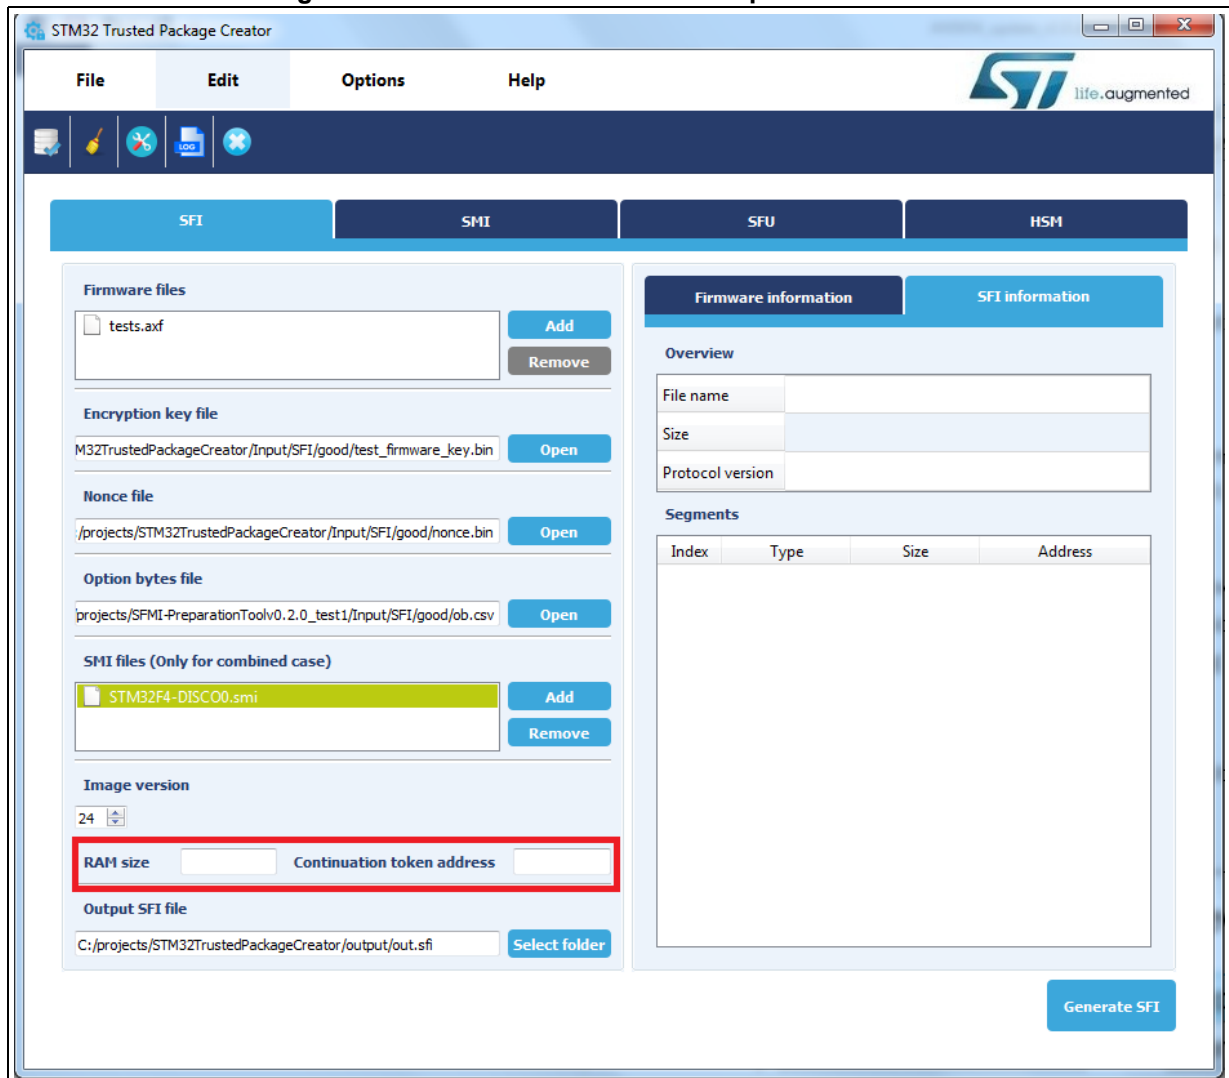 STM32 Trusted Package Creator
File Edit Options Help
ST life.augmented
LOG
SFI SMI SFU HSM
Firmware files
tests.axf
Add
Remove
Encryption key file
M32TrustedPackageCreator/Input/SFI/good/test_firmware_key.bin Open
Nonce file
:/projects/STM32TrustedPackageCreator/Input/SFI/good/nonce.bin Open
Option bytes file
projects/SFMI-PreparationToolv0.2.0_test1/Input/SFI/good/ob.csv Open
SMI files (Only for combined case)
STM32F4-DISCO0.smi
Add
Remove
Image version
24
RAM size Continuation token address
Output SFI file
C:/projects/STM32TrustedPackageCreator/output/out.sfi Select folder
Firmware information SFI information
Overview
File name
Size
Protocol version
Segments
Index Type Size Address
Generate SFI